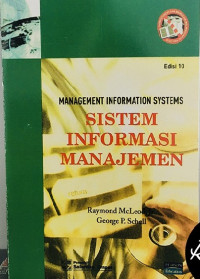 Edisi 10
MANAGEMENT INFORMATION SYSTEMS
SISTEM
INFORMASI
MANAJEMEN
Raymond McLeod
George P. Schell